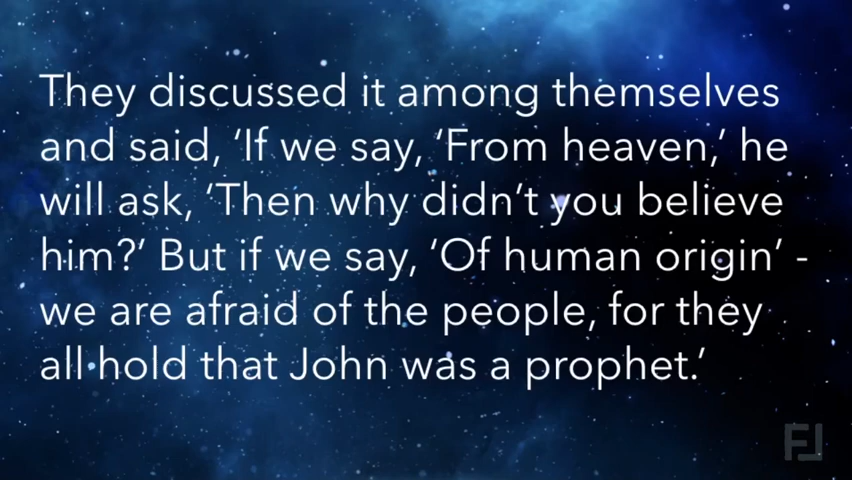 They discussed it among themselves
and said, ‘If we say, ‘From heaven,’ he
will ask, ‘Then why didn’t you believe
him?’ But if we say, ‘Of human origin’ -
we are afraid of the people, for they
all hold that John was a prophet.’